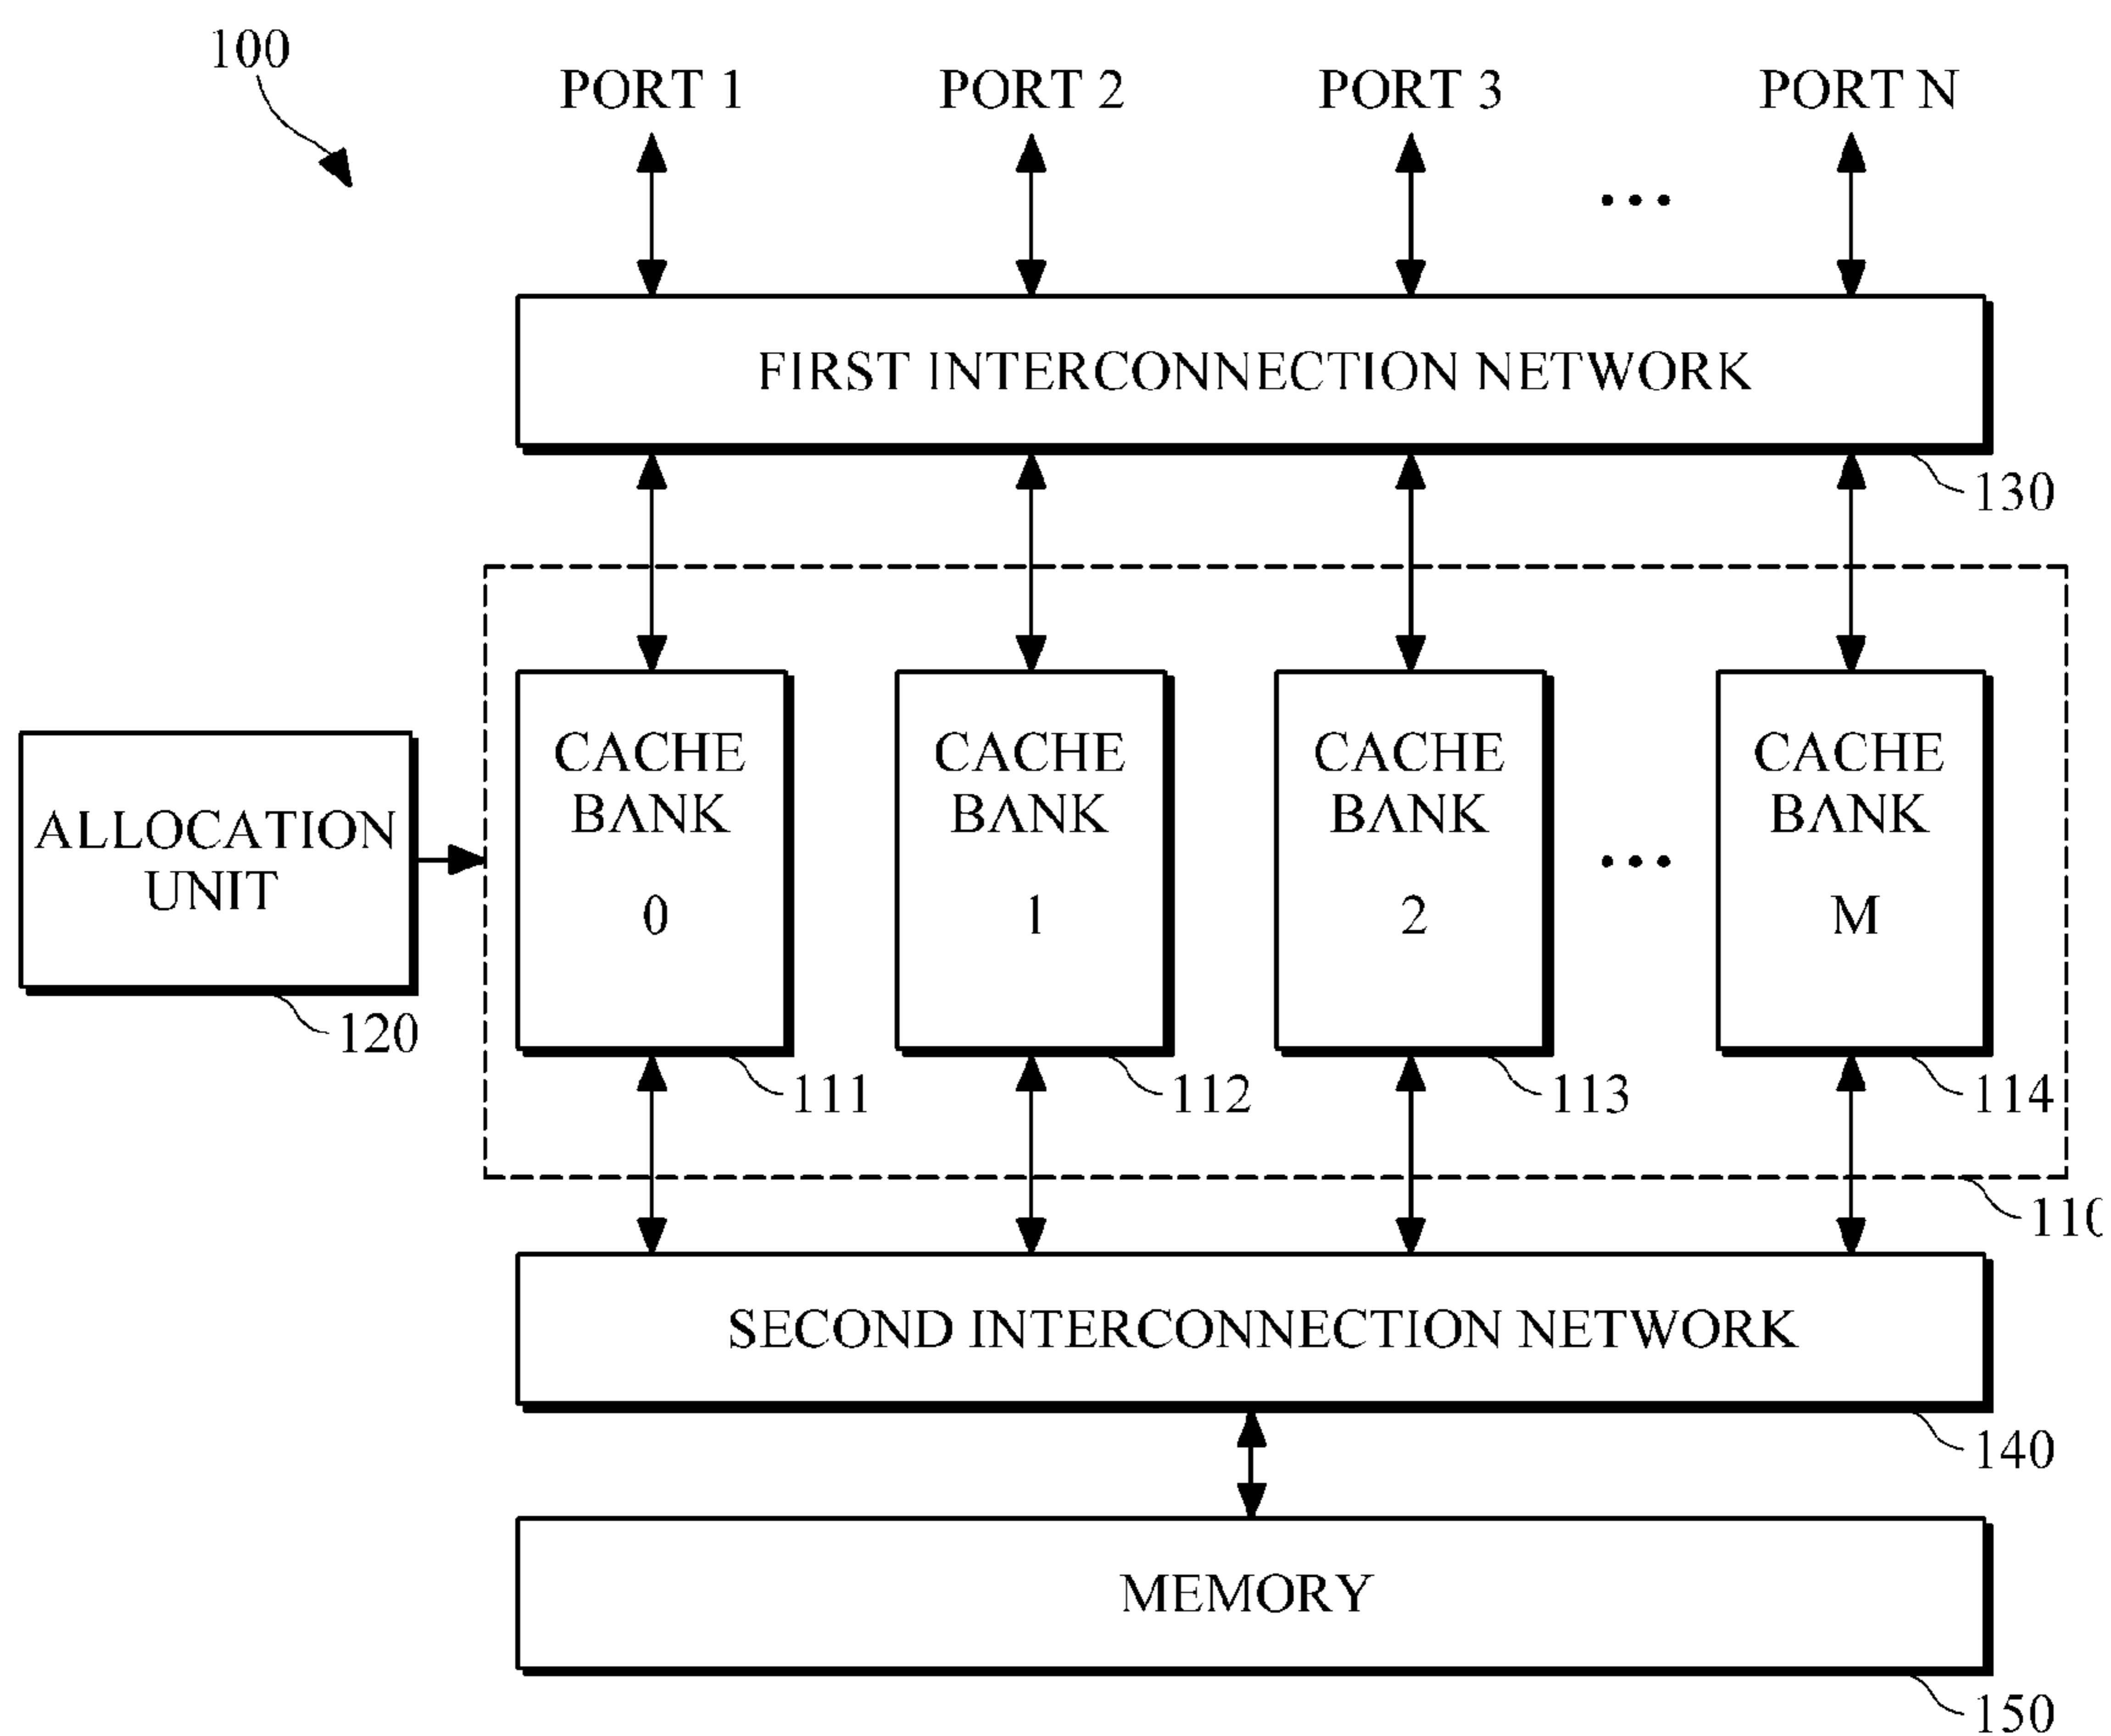 100
PORT 1
PORT 2
PORT 3
...
PORT N
FIRST INTERCONNECTION NETWORK
130
ALLOCATION
UNIT
120
CACHE
BANK
0
111
CACHE
BANK
1
112
CACHE
BANK
2
113
...
CACHE
BANK
M
114
110
SECOND INTERCONNECTION NETWORK
140
MEMORY
150